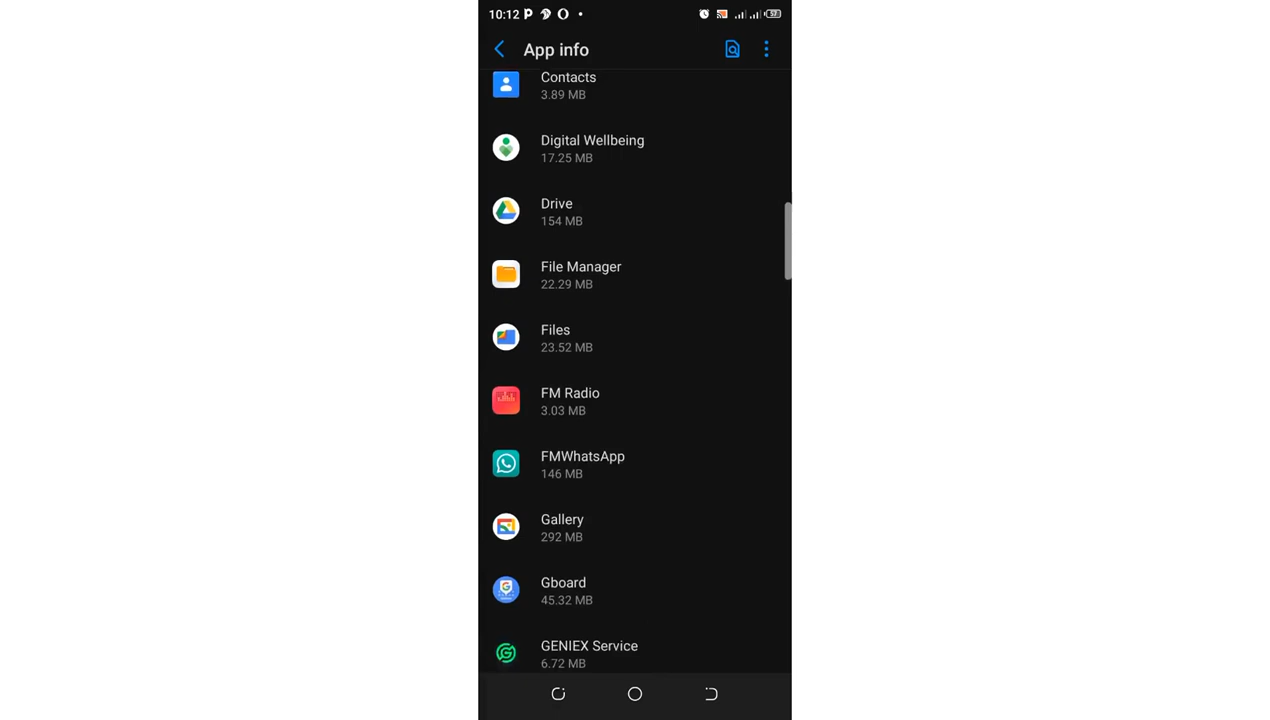 10:12
57
App info
Contacts
3.89 MB
Digital Wellbeing
17.25 MB
Drive
154 MB
File Manager
22.29 MB
Files
23.52 MB
FM Radio
3.03 MB
FMWhatsApp
146 MB
Gallery
292 MB
Gboard
45.32 MB
GENIEX Service
6.72 MB